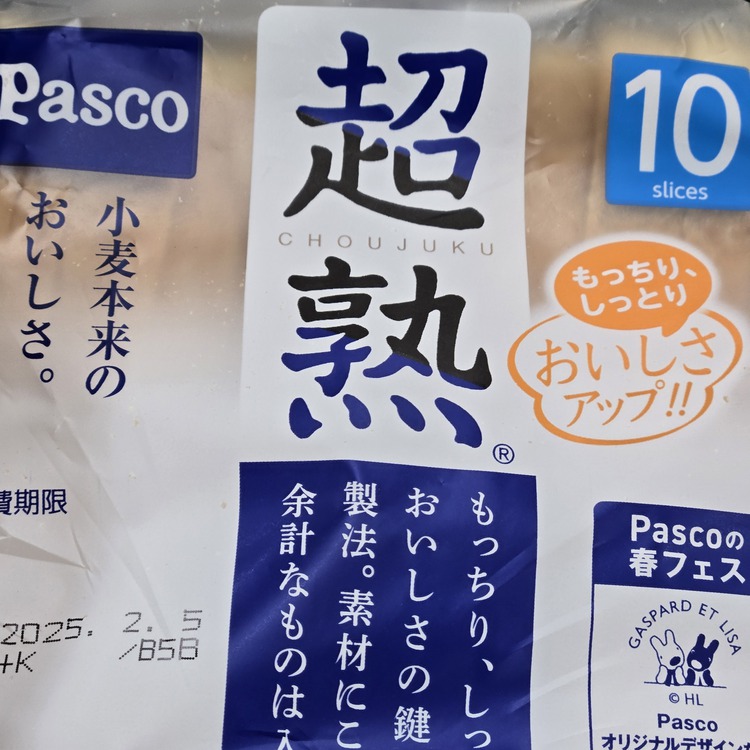 Pasco
超熟
CHOUJUKU
®
10
slices
小麦本来の
おいしさ。
もっちり、
しっとり
おいしさ
アップ!!
費期限
2025. 2. 5
+K /B5B
もっちり、しっ
おいしさの鍵
製法。素材にこ
余計なものは入
Pascoの
春フェス
GASPARD ET LISA
© HL
Pasco
オリジナルデザイン